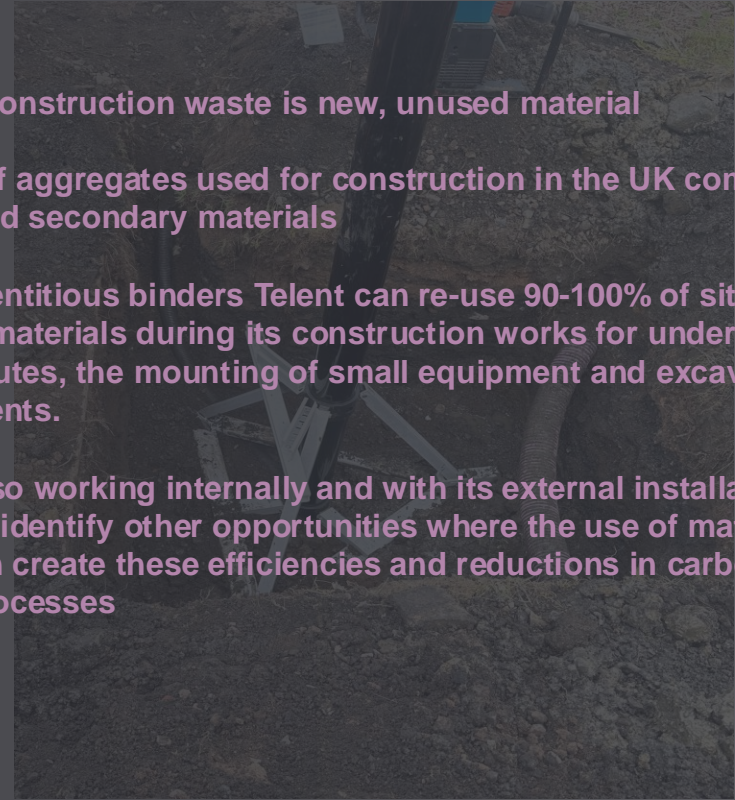 onstruction waste is new, unused material
f aggregates used for construction in the UK con
d secondary materials
entitious binders Telent can re-use 90-100% of sit
materials during its construction works for under
utes, the mounting of small equipment and excav
ents.
so working internally and with its external installa
identify other opportunities where the use of mat
n create these efficiencies and reductions in carb
ocesses